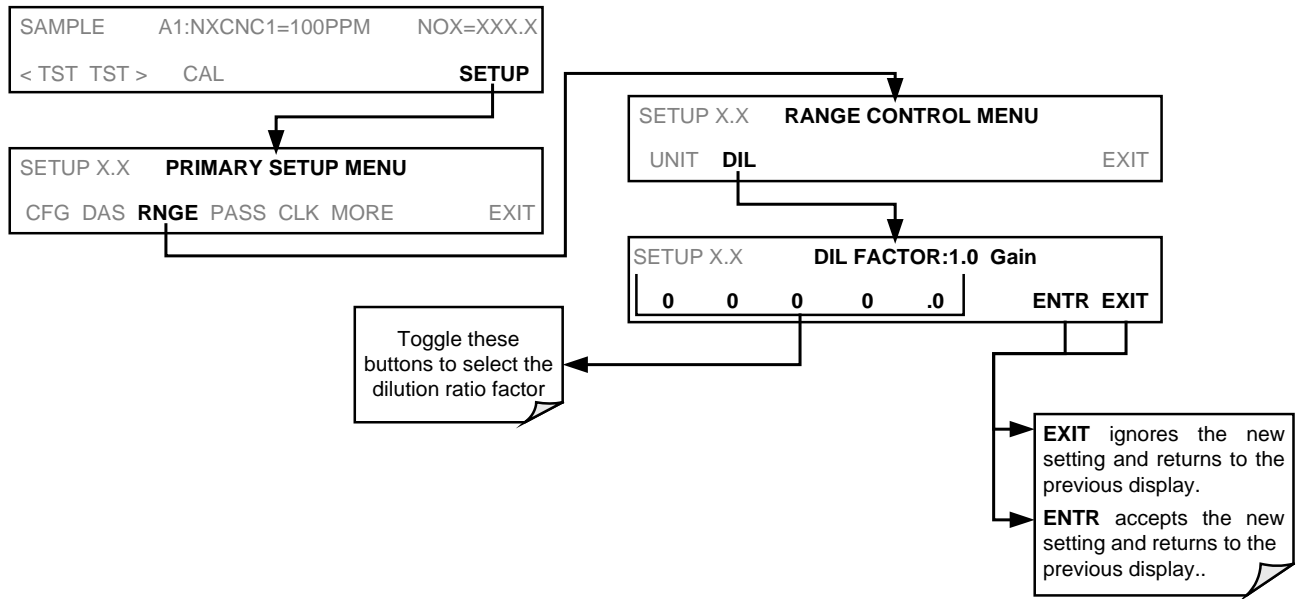 SAMPLE A1:NXCNC1=100PPM NOX=XXX.X
< TST TST > CAL SETUP
SETUP X.X PRIMARY SETUP MENU
CFG DAS RNGE PASS CLK MORE EXIT
SETUP X.X RANGE CONTROL MENU
UNIT DIL EXIT
SETUP X.X DIL FACTOR:1.0 Gain
0 0 0 0 .0 ENTR EXIT
Toggle these
buttons to select the
dilution ratio factor
EXIT ignores the new
setting and returns to the
previous display.
ENTR accepts the new
setting and returns to the
previous display..